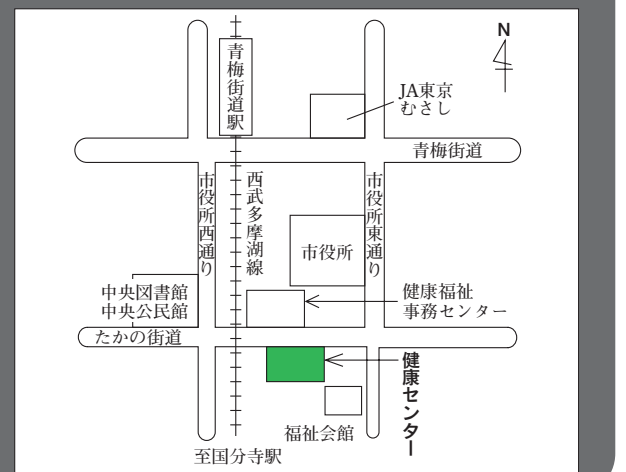 N
青梅街道駅
JA東京
むさし
青梅街道
市役所西通り
西武多摩湖線
市役所東通り
市役所
中央図書館
中央公民館
健康福祉
事務センター
たかの街道
健康センター
福祉会館
至国分寺駅